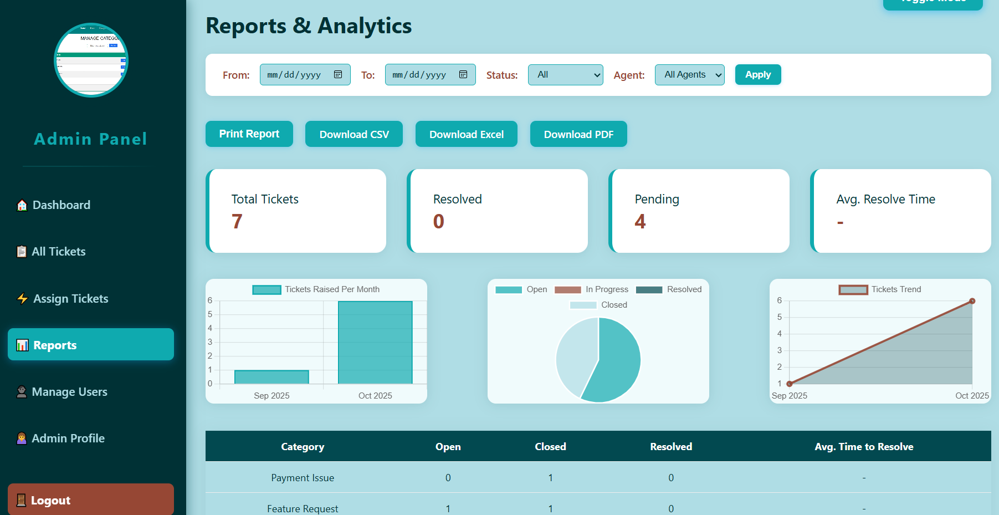 MANAGE CATEGOR
Admin Panel
Dashboard
All Tickets
Assign Tickets
Reports
Manage Users
Admin Profile
Logout
Toggle Mode
Reports & Analytics
From: mm/dd/yyyy To: mm/dd/yyyy Status: All Agent: All Agents Apply
Print Report Download CSV Download Excel Download PDF
Total Tickets
7
Resolved
0
Pending
4
Avg. Resolve Time
-
Tickets Raised Per Month
6
5
4
3
2
1
0
Sep 2025 Oct 2025
Open In Progress Resolved
Closed
Tickets Trend
6
5
4
3
2
1
Sep 2025 Oct 2025
Category Open Closed Resolved Avg. Time to Resolve
Payment Issue 0 1 0 -
Feature Request 1 1 0 -